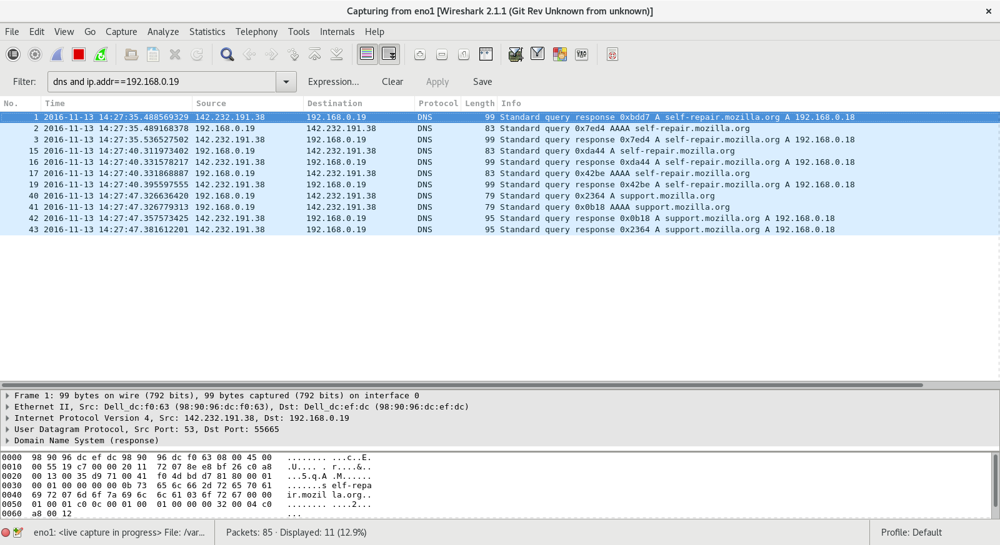 Capturing from eno1 [Wireshark 2.1.1 (Git Rev Unknown from unknown)]
File Edit View Go Capture Analyze Statistics Telephony Tools Internals Help
Filter: dns and ip.addr==192.168.0.19 Expression... Clear Apply Save
No. Time Source Destination Protocol Length Info
1 2016-11-13 14:27:35.488569329 142.232.191.38 192.168.0.19 DNS 99 Standard query response 0xbdd7 A self-repair.mozilla.org A 192.168.0.18
2 2016-11-13 14:27:35.489168378 192.168.0.19 142.232.191.38 DNS 83 Standard query 0x7ed4 AAAA self-repair.mozilla.org
3 2016-11-13 14:27:35.536527502 142.232.191.38 192.168.0.19 DNS 99 Standard query response 0x7ed4 A self-repair.mozilla.org A 192.168.0.18
15 2016-11-13 14:27:40.311973402 192.168.0.19 142.232.191.38 DNS 83 Standard query 0xda44 A self-repair.mozilla.org
16 2016-11-13 14:27:40.331578217 142.232.191.38 192.168.0.19 DNS 99 Standard query response 0xda44 A self-repair.mozilla.org A 192.168.0.18
17 2016-11-13 14:27:40.331868887 192.168.0.19 142.232.191.38 DNS 83 Standard query 0x42be AAAA self-repair.mozilla.org
19 2016-11-13 14:27:40.395597555 142.232.191.38 192.168.0.19 DNS 99 Standard query response 0x42be A self-repair.mozilla.org A 192.168.0.18
40 2016-11-13 14:27:47.326636420 192.168.0.19 142.232.191.38 DNS 79 Standard query 0x2364 A support.mozilla.org
41 2016-11-13 14:27:47.326779313 192.168.0.19 142.232.191.38 DNS 79 Standard query 0x0b18 AAAA support.mozilla.org
42 2016-11-13 14:27:47.357573425 142.232.191.38 192.168.0.19 DNS 95 Standard query response 0x0b18 A support.mozilla.org A 192.168.0.18
43 2016-11-13 14:27:47.381612201 142.232.191.38 192.168.0.19 DNS 95 Standard query response 0x2364 A support.mozilla.org A 192.168.0.18
Frame 1: 99 bytes on wire (792 bits), 99 bytes captured (792 bits) on interface 0
Ethernet II, Src: Dell_dc:f0:63 (98:90:96:dc:f0:63), Dst: Dell_dc:ef:dc (98:90:96:dc:ef:dc)
Internet Protocol Version 4, Src: 142.232.191.38, Dst: 192.168.0.19
User Datagram Protocol, Src Port: 53, Dst Port: 55665
Domain Name System (response)
0000 98 90 96 dc ef dc 98 90 96 dc f0 63 08 00 45 00 ........ ...c..E.
0010 00 55 19 c7 00 00 20 11 72 07 8e e8 bf 26 c0 a8 .U.... . r....&..
0020 00 13 00 35 d9 71 00 41 f0 4d bd d7 81 80 00 01 ...5.q.A .M......
0030 00 01 00 00 00 00 0b 73 65 6c 66 2d 72 65 70 61 .......s elf-repa
0040 69 72 07 6d 6f 7a 69 6c 6c 61 03 6f 72 67 00 00 ir.mozil la.org..
0050 01 00 01 c0 0c 00 01 00 01 00 00 00 32 00 04 c0 ........ ....2...
0060 a8 00 12 ...
eno1: <live capture in progress> File: /var... Packets: 85 · Displayed: 11 (12.9%) Profile: Default